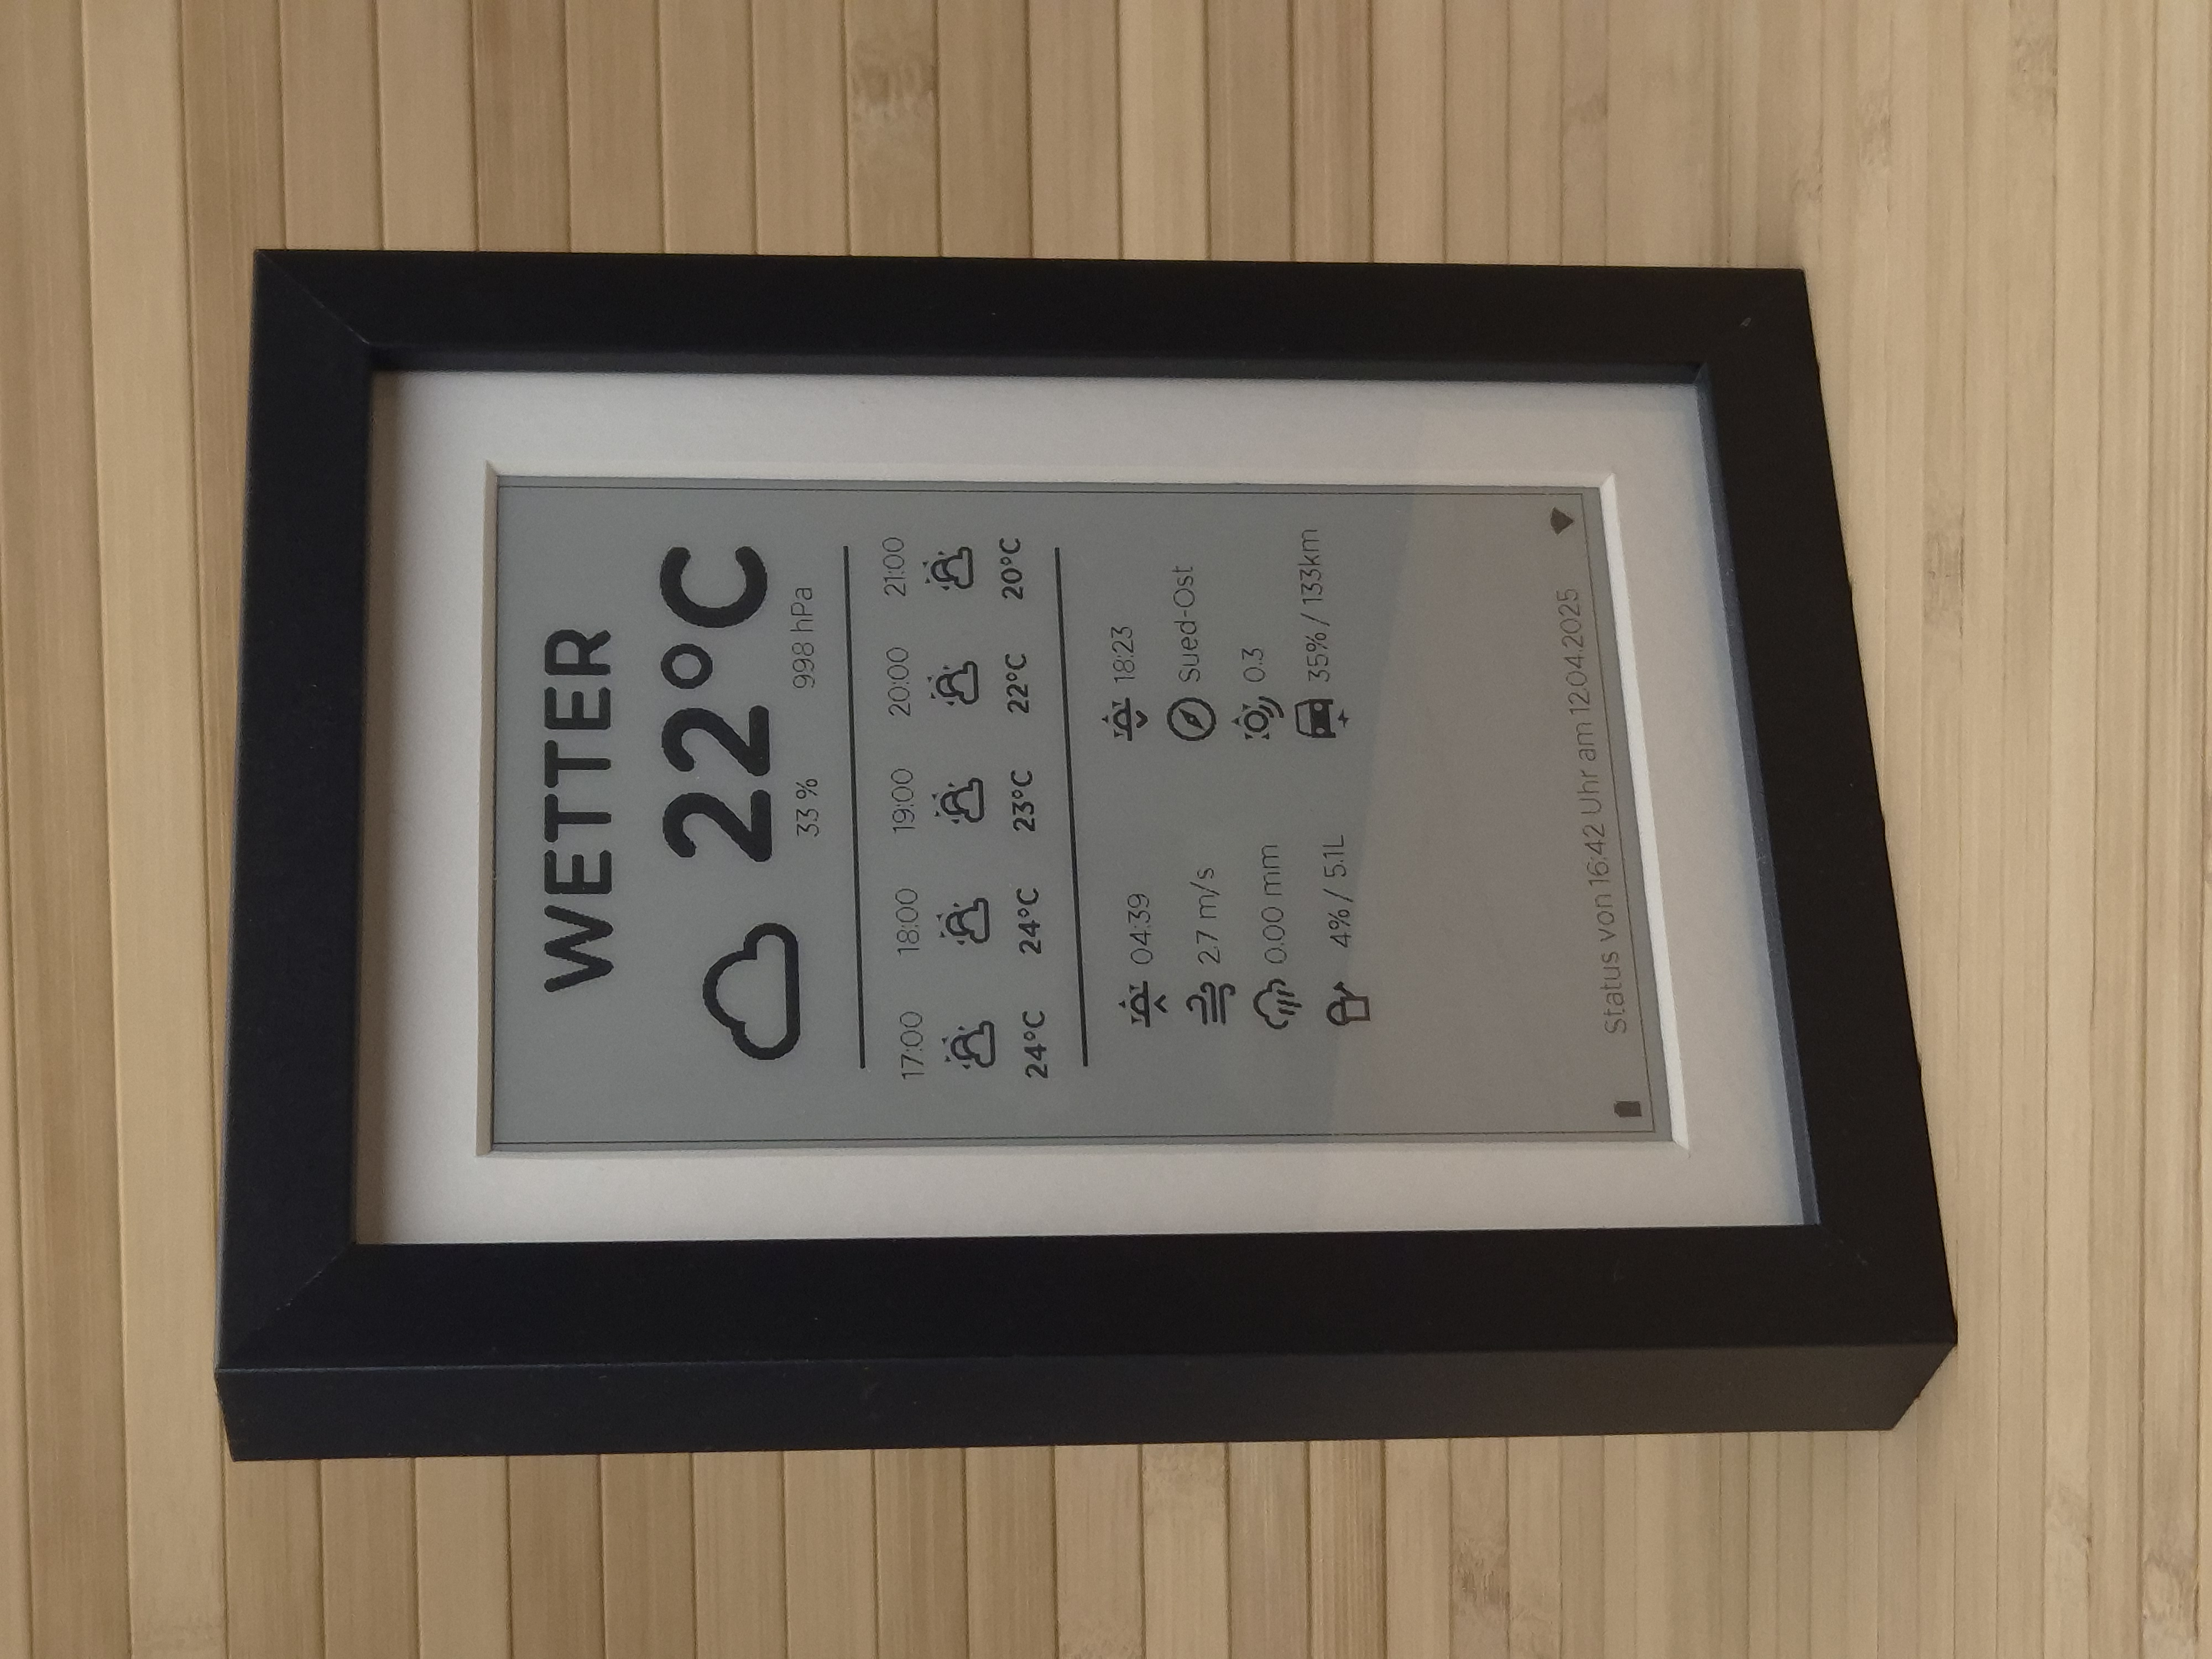 WETTER
22°C
33 % 998 hPa
17:00 18:00 19:00 20:00 21:00
24°C 24°C 23°C 22°C 20°C
04:39 18:23
2.7 m/s Sued-Ost
0.00 mm 0.3
4% / 5.1L 35% / 133km
Status von 16:42 Uhr am 12.04.2025